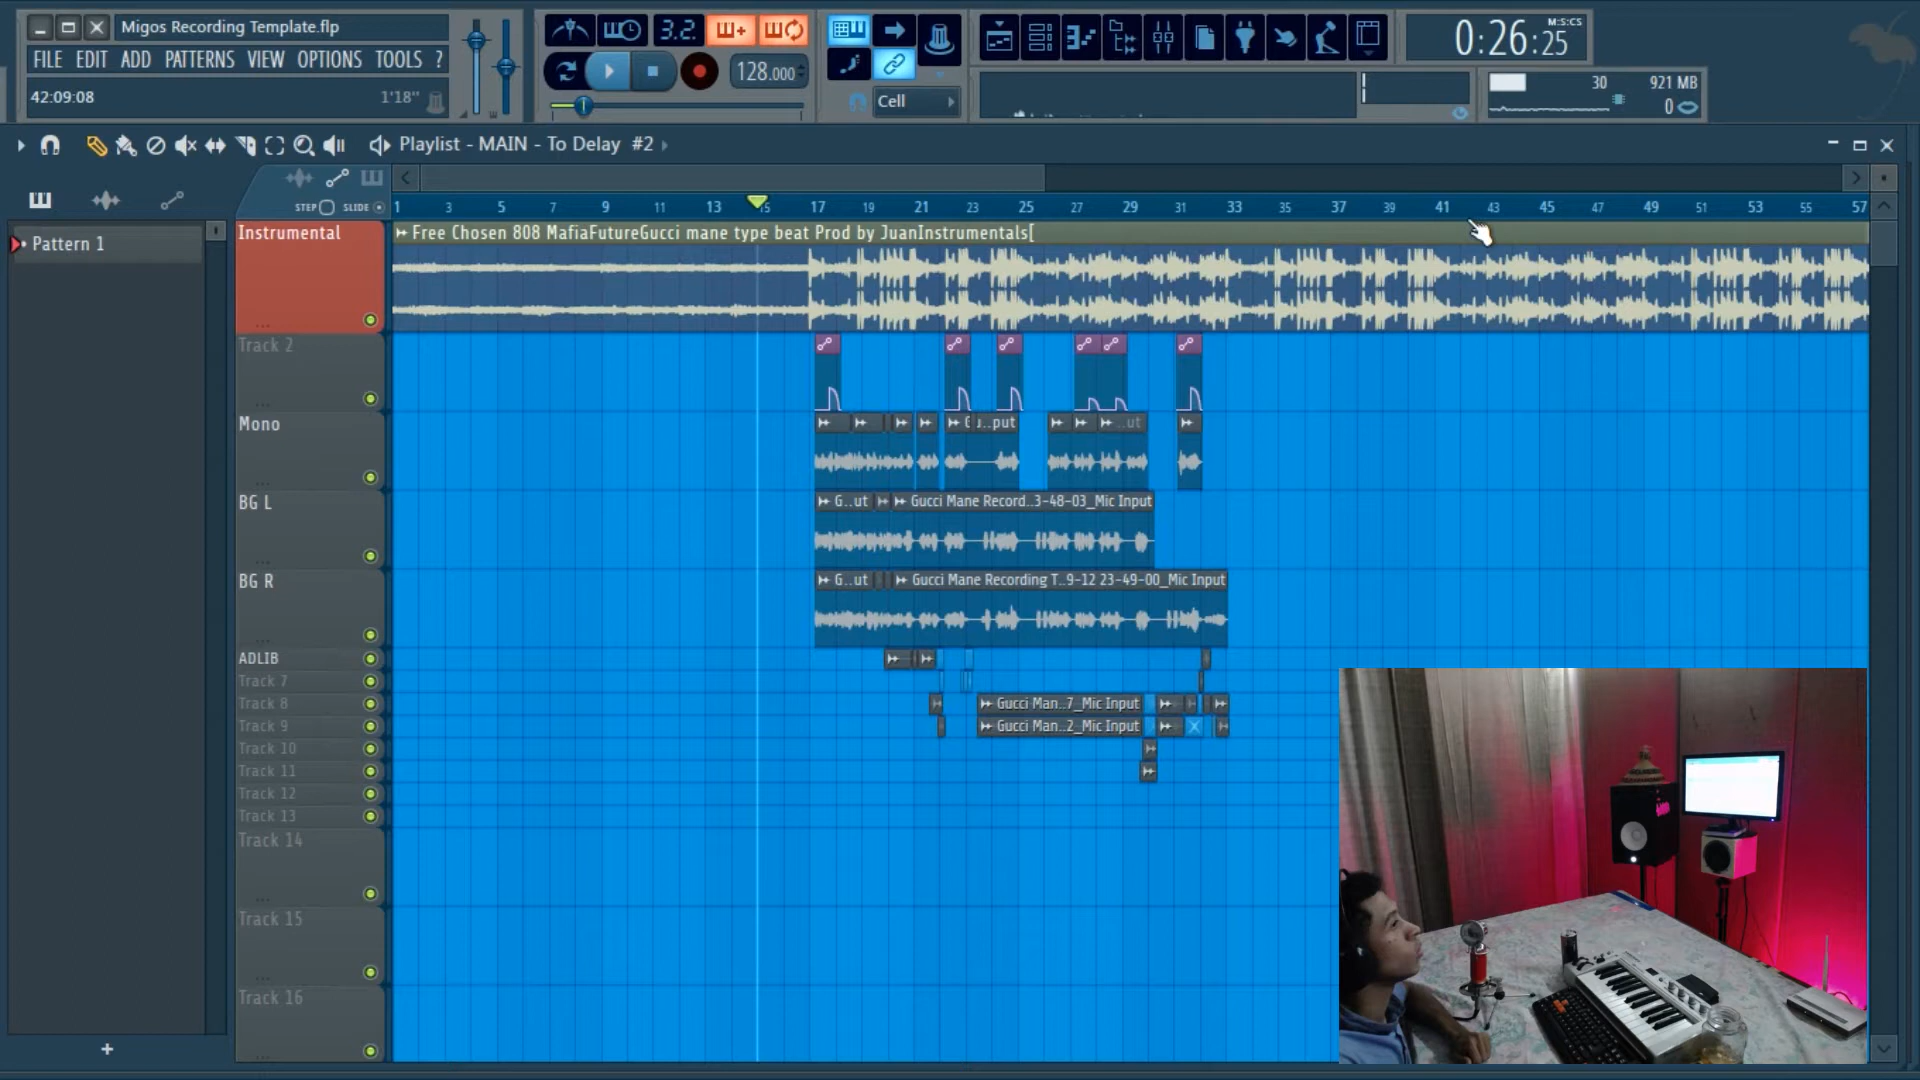 Migos Recording Template.flp
FILE EDIT ADD PATTERNS VIEW OPTIONS TOOLS ?
42:09:08 1'18"
3.2.
128.000
Cell
0:26:25 M:S:CS
30 921 MB
0
Playlist - MAIN - To Delay #2
STEP SLIDE
1 3 5 7 9 11 13 15 17 19 21 23 25 27 29 31 33 35 37 39 41 43 45 47 49 51 53 55 57
Pattern 1
Instrumental
Free Chosen 808 MafiaFutureGucci mane type beat Prod by JuanInstrumentals[
Track 2
Mono
..put ..ut
BG L
G..ut Gucci Mane Record..3-48-03_Mic Input
BG R
G..ut Gucci Mane Recording T..9-12 23-49-00_Mic Input
ADLIB
Track 7
Track 8
Gucci Man..7_Mic Input
Track 9
Gucci Man..2_Mic Input
Track 10
Track 11
Track 12
Track 13
Track 14
Track 15
Track 16